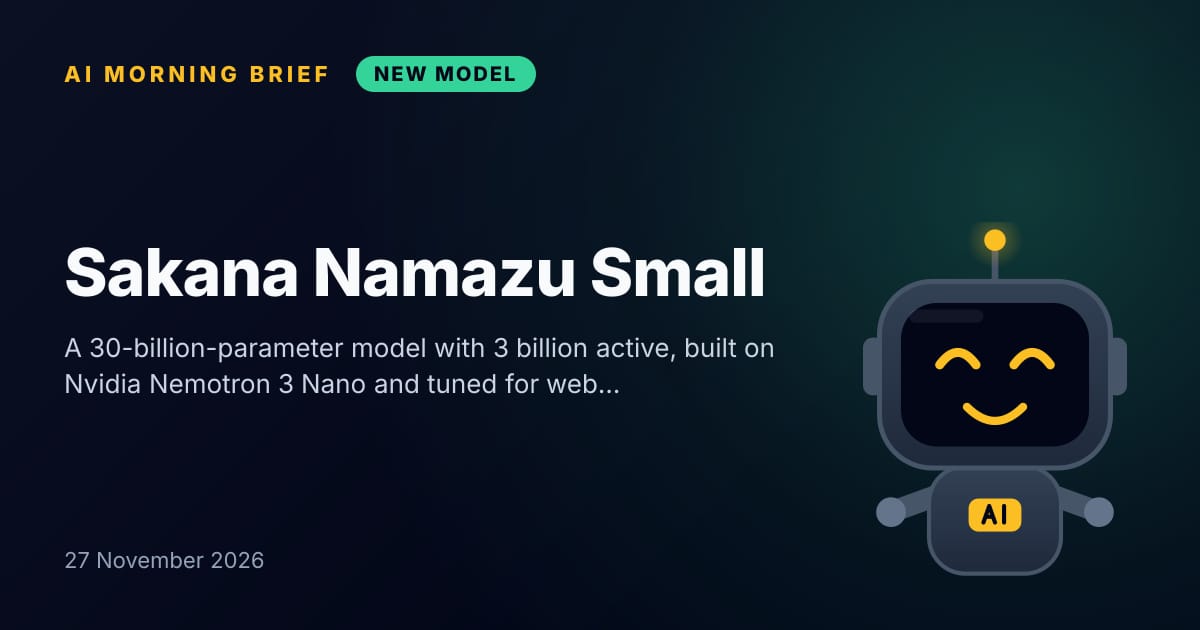 AI MORNING BRIEF
NEW MODEL
Sakana Namazu Small
A 30-billion-parameter model with 3 billion active, built on
Nvidia Nemotron 3 Nano and tuned for web...
AI
27 November 2026